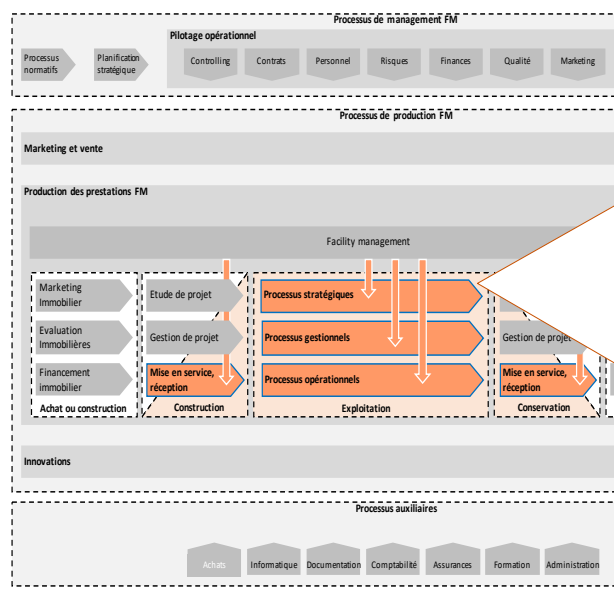 Processus de management FM
Pilotage opérationnel
Processus
normatifs
Planification
stratégique
Controlling
Contrats
Personnel
Risques
Finances
Qualité
Marketing
Processus de production FM
Marketing et vente
Production des prestations FM
Facility management
Marketing
Immobilier
Etude de projet
Processus stratégiques
Evaluation
Immobilières
Gestion de projet
Processus gestionnels
Gestion de projet
Financement
immobilier
Mise en service,
réception
Processus opérationnels
Mise en service,
réception
Achat ou construction
Construction
Exploitation
Conservation
Innovations
Processus auxiliaires
Achats
Informatique
Documentation
Comptabilité
Assurances
Formation
Administration